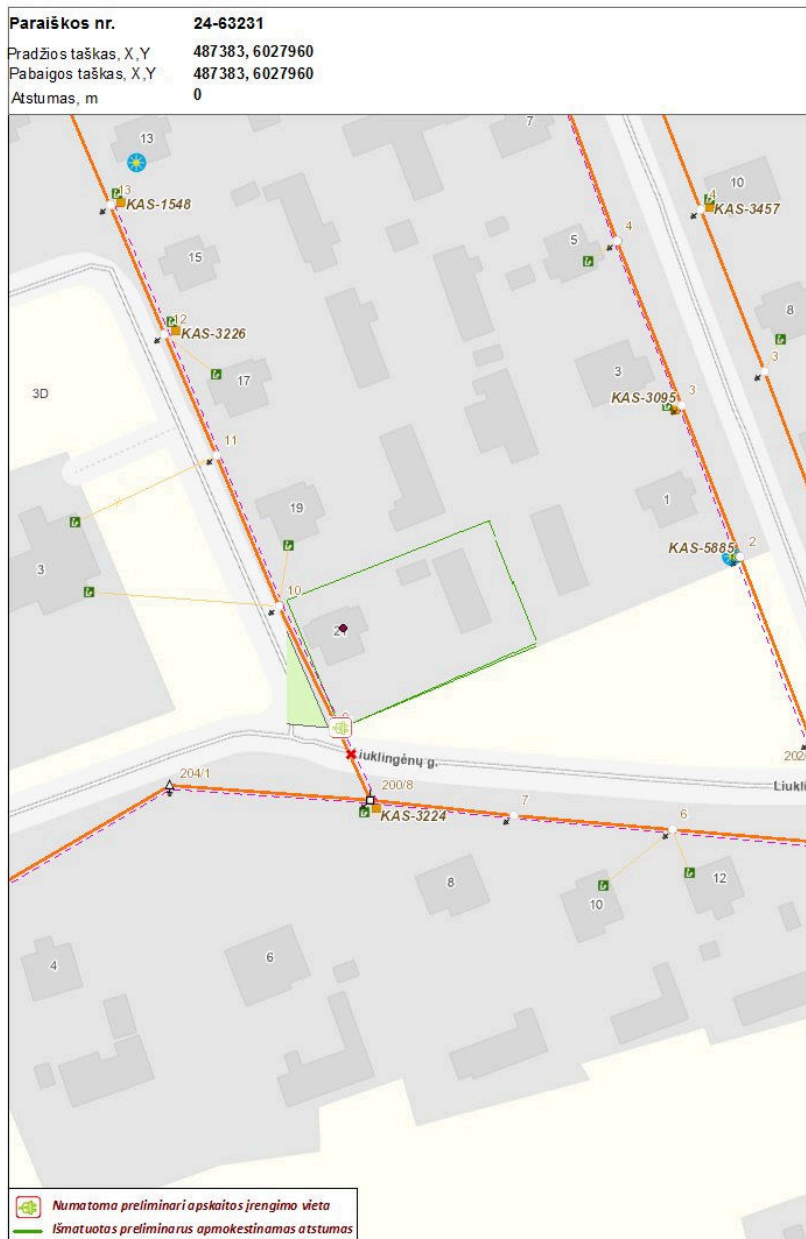 Paraiškos nr. 24-63231
Pradžios taškas, X,Y 487383, 6027960
Pabaigos taškas, X,Y 487383, 6027960
Atstumas, m 0
13
7
13
KAS-1548
4
10
KAS-3457
15
5
4
12
KAS-3226
8
3D
17
3
3
KAS-3095
3
11
19
1
2
KAS-5885
3
10
21
9
Liuklingėnų g.
202/
204/1
200/8
Liukli
KAS-3224
7
6
8
10
12
4
6
Numatoma preliminari apskaitos įrengimo vieta
Išmatuotas preliminarus apmokestinamas atstumas